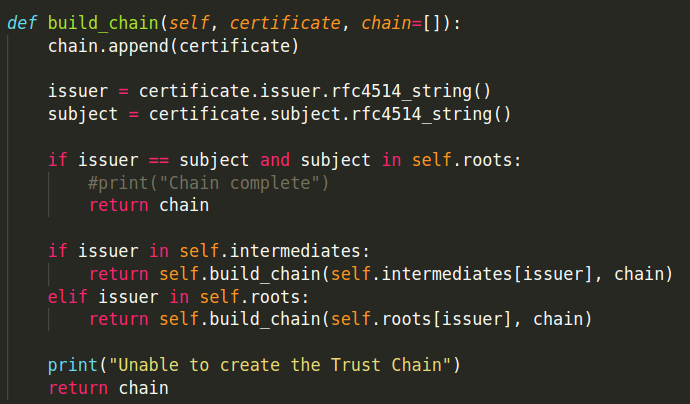 def build_chain(self, certificate, chain=[]):
    chain.append(certificate)

    issuer = certificate.issuer.rfc4514_string()
    subject = certificate.subject.rfc4514_string()

    if issuer == subject and subject in self.roots:
        #print("Chain complete")
        return chain

    if issuer in self.intermediates:
        return self.build_chain(self.intermediates[issuer], chain)
    elif issuer in self.roots:
        return self.build_chain(self.roots[issuer], chain)

    print("Unable to create the Trust Chain")
    return chain